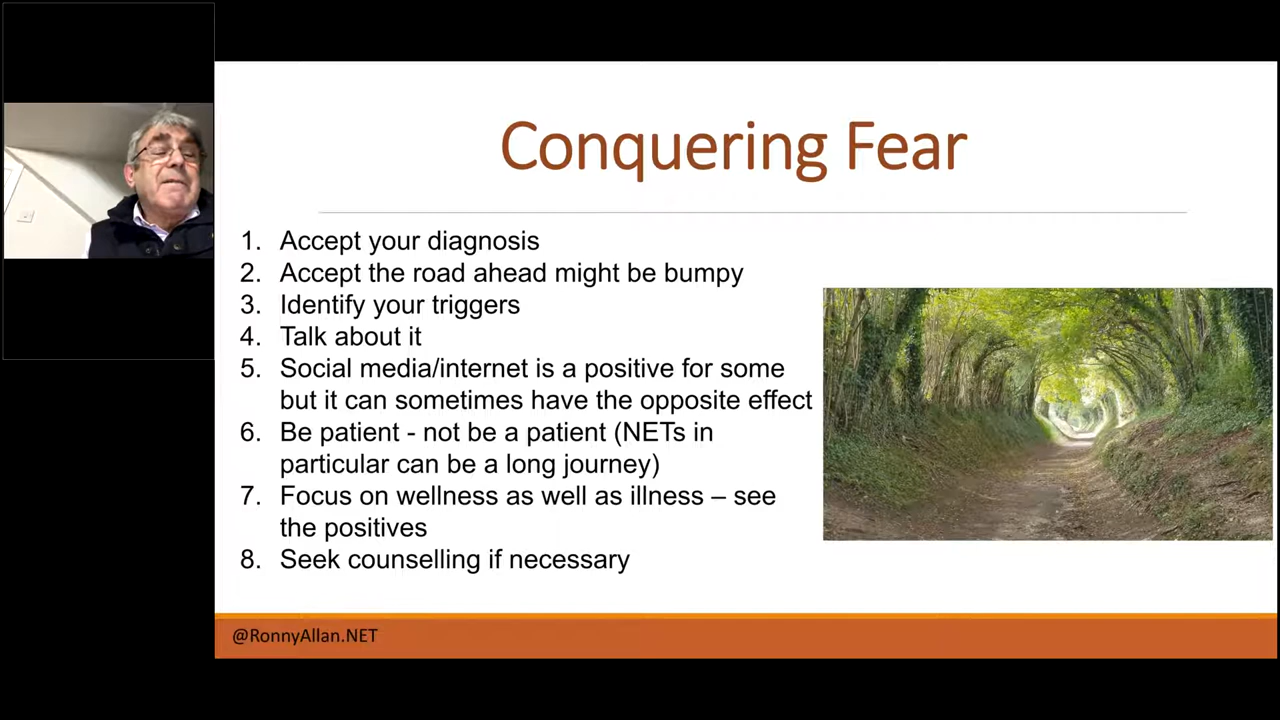 Conquering Fear
1. Accept your diagnosis
2. Accept the road ahead might be bumpy
3. Identify your triggers
4. Talk about it
5. Social media/internet is a positive for some
but it can sometimes have the opposite effect
6. Be patient - not be a patient (NETs in
particular can be a long journey)
7. Focus on wellness as well as illness – see
the positives
8. Seek counselling if necessary
@RonnyAllan.NET